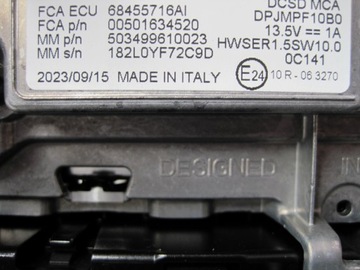 FCA ECU 68455716AI DCSD MCA
FCA p/n 00501634520 DPJMPF10B0
MM p/n 503499610023 13.5V ⎓ 1A
MM s/n 182L0YF72C9D HWSER1.5SW10.0
0C141
2023/09/15 MADE IN ITALY E24 10 R - 06 3270
DESIGNED IN